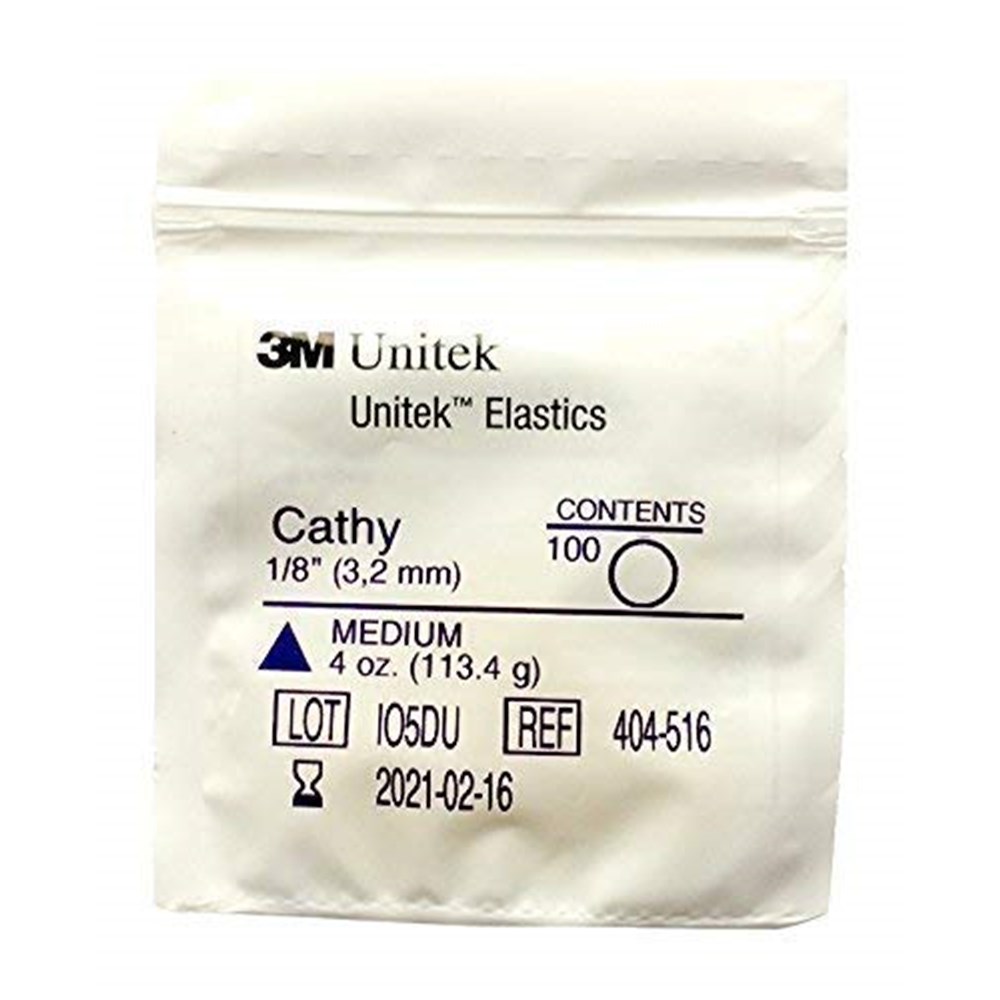 3M Unitek
Unitek™ Elastics
Cathy
1/8" (3,2 mm)
CONTENTS
100
MEDIUM
4 oz. (113.4 g)
LOT IO5DU REF 404-516
2021-02-16